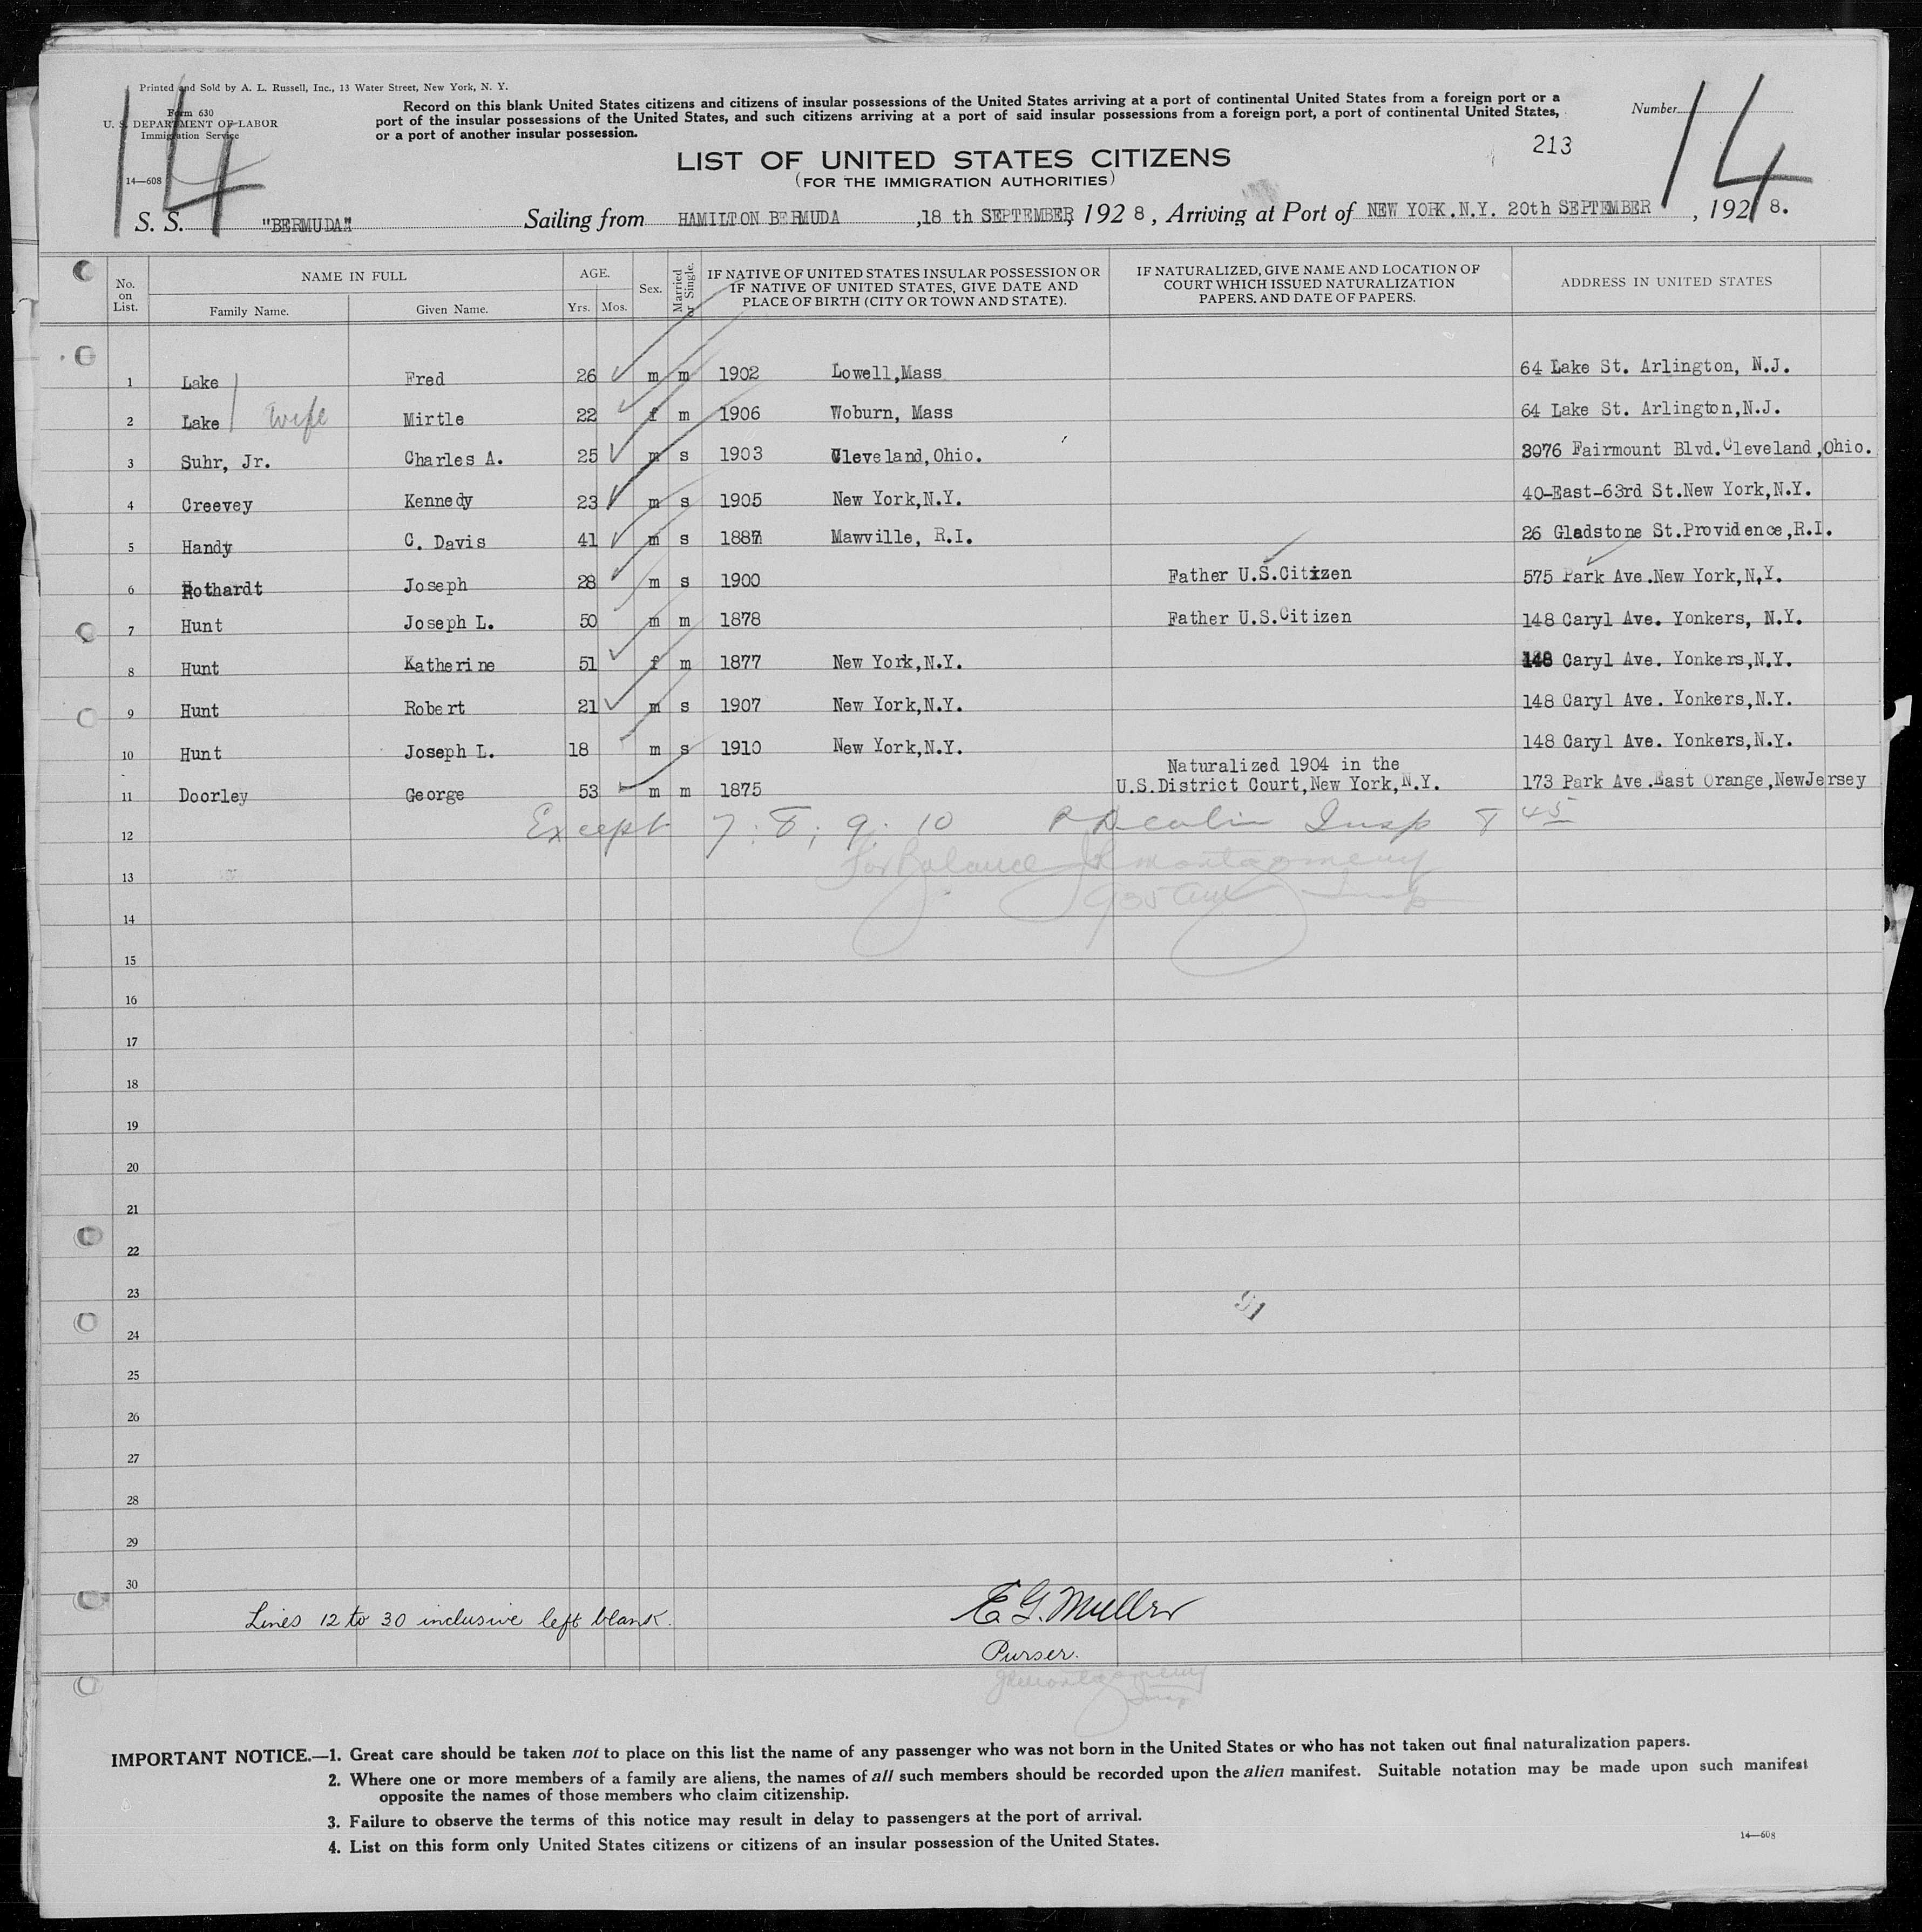 Printed and Sold by A. L. Russell, Inc., 13 Water Street, New York, N. Y.
Form 630
U. S. DEPARTMENT OF LABOR
Immigration Service
14—608
14
Record on this blank United States citizens and citizens of insular possessions of the United States arriving at a port of continental United States from a foreign port or a
port of the insular possessions of the United States, and such citizens arriving at a port of said insular possessions from a foreign port, a port of continental United States,
or a port of another insular possession.
Number
14
213
LIST OF UNITED STATES CITIZENS
(FOR THE IMMIGRATION AUTHORITIES)
S. S. "BERMUDA" Sailing from HAMILTON BERMUDA ,18 th SEPTEMBER, 192 8, Arriving at Port of NEW YORK.N.Y. 20th SEPTEMBER , 192 8.
No. on List. NAME IN FULL AGE. Sex. Married or Single. IF NATIVE OF UNITED STATES INSULAR POSSESSION OR IF NATIVE OF UNITED STATES, GIVE DATE AND PLACE OF BIRTH (CITY OR TOWN AND STATE). IF NATURALIZED, GIVE NAME AND LOCATION OF COURT WHICH ISSUED NATURALIZATION PAPERS, AND DATE OF PAPERS. ADDRESS IN UNITED STATES
Family Name. Given Name. Yrs. Mos.
1 Lake Fred 26 m m 1902 Lowell,Mass 64 Lake St. Arlington, N.J.
2 Lake wife Mirtle 22 f m 1906 Woburn, Mass 64 Lake St. Arlington,N.J.
3 Suhr, Jr. Charles A. 25 m s 1903 Cleveland,Ohio. 3076 Fairmount Blvd.Cleveland,Ohio.
4 Creevey Kennedy 23 m s 1905 New York,N.Y. 40-East-63rd St.New York,N.Y.
5 Handy C. Davis 41 m s 1887 Mawville, R.I. 26 Gladstone St.Providence,R.I.
6 Hothardt Joseph 28 m s 1900 Father U.S.Citizen 575 Park Ave.New York,N,Y.
7 Hunt Joseph L. 50 m m 1878 Father U.S.Citizen 148 Caryl Ave. Yonkers, N.Y.
8 Hunt Katherine 51 f m 1877 New York,N.Y. 148 Caryl Ave. Yonkers,N.Y.
9 Hunt Robert 21 m s 1907 New York,N.Y. 148 Caryl Ave. Yonkers,N.Y.
10 Hunt Joseph L. 18 m s 1910 New York,N.Y. 148 Caryl Ave. Yonkers,N.Y.
Naturalized 1904 in the
11 Doorley George 53 m m 1875 U.S.District Court,New York,N.Y. 173 Park Ave.East Orange,NewJersey
12 Except 7. 8, 9. 10 Insp 8 45
13 For balance JR Montgomery
14 935 am Insp
15
16
17
18
19
20
21
22
23
91
24
25
26
27
28
29
30
Lines 12 to 30 inclusive left blank. E. G. Muller
Purser.
JR Montgomery
Insp
IMPORTANT NOTICE.—1. Great care should be taken not to place on this list the name of any passenger who was not born in the United States or who has not taken out final naturalization papers.
2. Where one or more members of a family are aliens, the names of all such members should be recorded upon the alien manifest. Suitable notation may be made upon such manifest
opposite the names of those members who claim citizenship.
3. Failure to observe the terms of this notice may result in delay to passengers at the port of arrival.
4. List on this form only United States citizens or citizens of an insular possession of the United States.
14—608